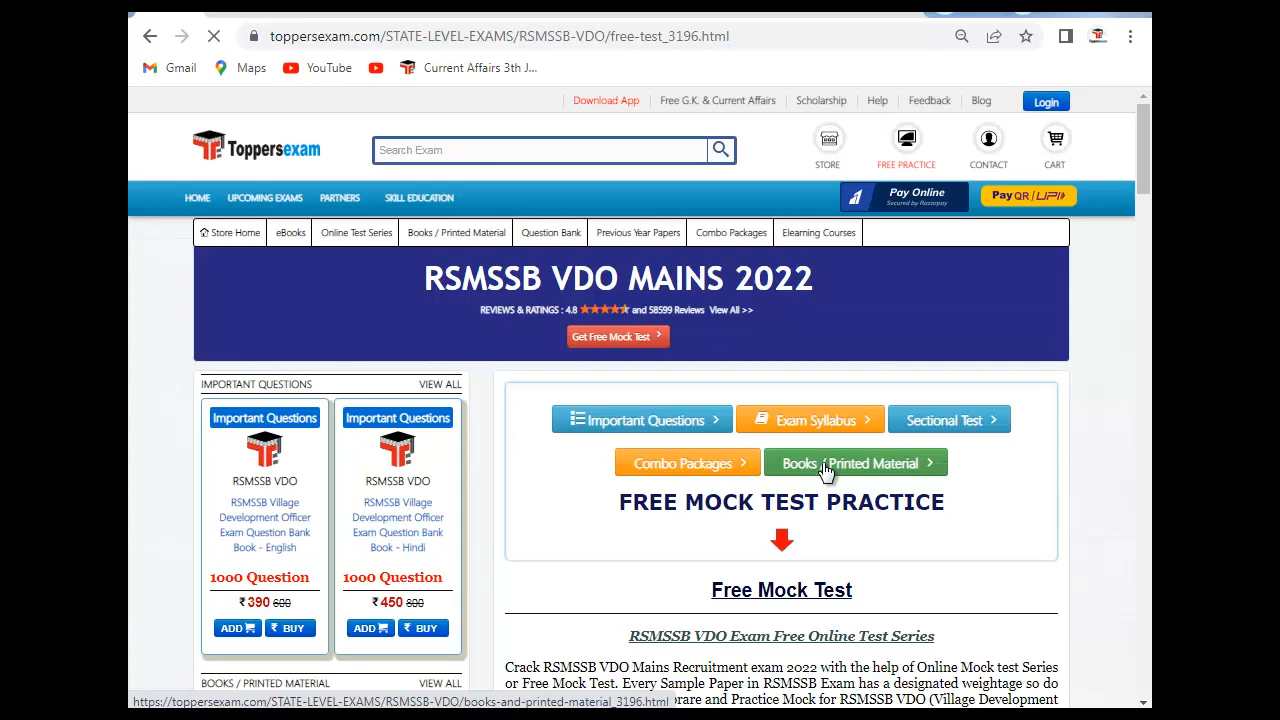 toppersexam.com/STATE-LEVEL-EXAMS/RSMSSB-VDO/free-test_3196.html
Gmail Maps YouTube Current Affairs 3th J...
Download App Free G.K. & Current Affairs Scholarship Help Feedback Blog Login
Toppersexam
Search Exam
STORE FREE PRACTICE CONTACT CART
HOME UPCOMING EXAMS PARTNERS SKILL EDUCATION
Pay Online
Secured by Razorpay
Pay QR / UPI
Store Home eBooks Online Test Series Books / Printed Material Question Bank Previous Year Papers Combo Packages Elearning Courses
RSMSSB VDO MAINS 2022
REVIEWS & RATINGS : 4.8 and 58599 Reviews View All >>
Get Free Mock Test
IMPORTANT QUESTIONS VIEW ALL
Important Questions
RSMSSB VDO
RSMSSB Village
Development Officer
Exam Question Bank
Book - English
1000 Question
₹ 390 600
ADD ₹ BUY
Important Questions
RSMSSB VDO
RSMSSB Village
Development Officer
Exam Question Bank
Book - Hindi
1000 Question
₹ 450 800
ADD ₹ BUY
BOOKS / PRINTED MATERIAL VIEW ALL
Important Questions Exam Syllabus Sectional Test
Combo Packages Books / Printed Material
FREE MOCK TEST PRACTICE
Free Mock Test
RSMSSB VDO Exam Free Online Test Series
Crack RSMSSB VDO Mains Recruitment exam 2022 with the help of Online Mock test Series
or Free Mock Test. Every Sample Paper in RSMSSB Exam has a designated weightage so do
and Practice Mock for RSMSSB VDO (Village Development
https://toppersexam.com/STATE-LEVEL-EXAMS/RSMSSB-VDO/books-and-printed-material_3196.html